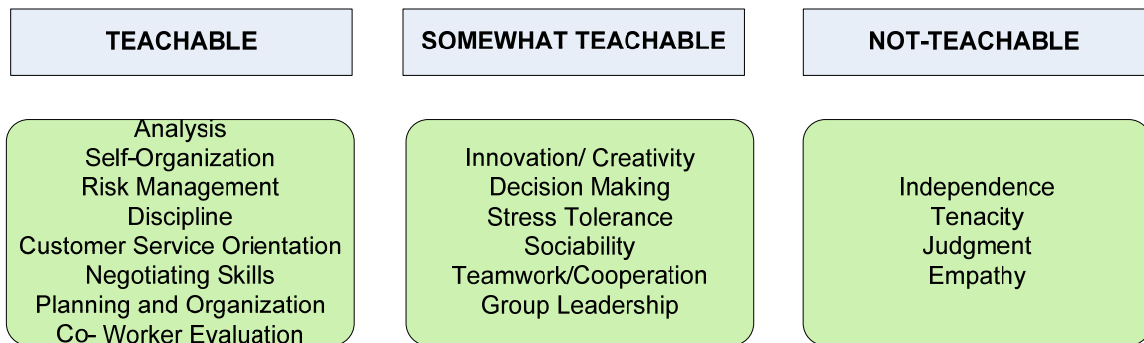 TEACHABLE
SOMEWHAT TEACHABLE
NOT-TEACHABLE
Analysis
Self-Organization
Risk Management
Discipline
Customer Service Orientation
Negotiating Skills
Planning and Organization
Co- Worker Evaluation
Innovation/ Creativity
Decision Making
Stress Tolerance
Sociability
Teamwork/Cooperation
Group Leadership
Independence
Tenacity
Judgment
Empathy